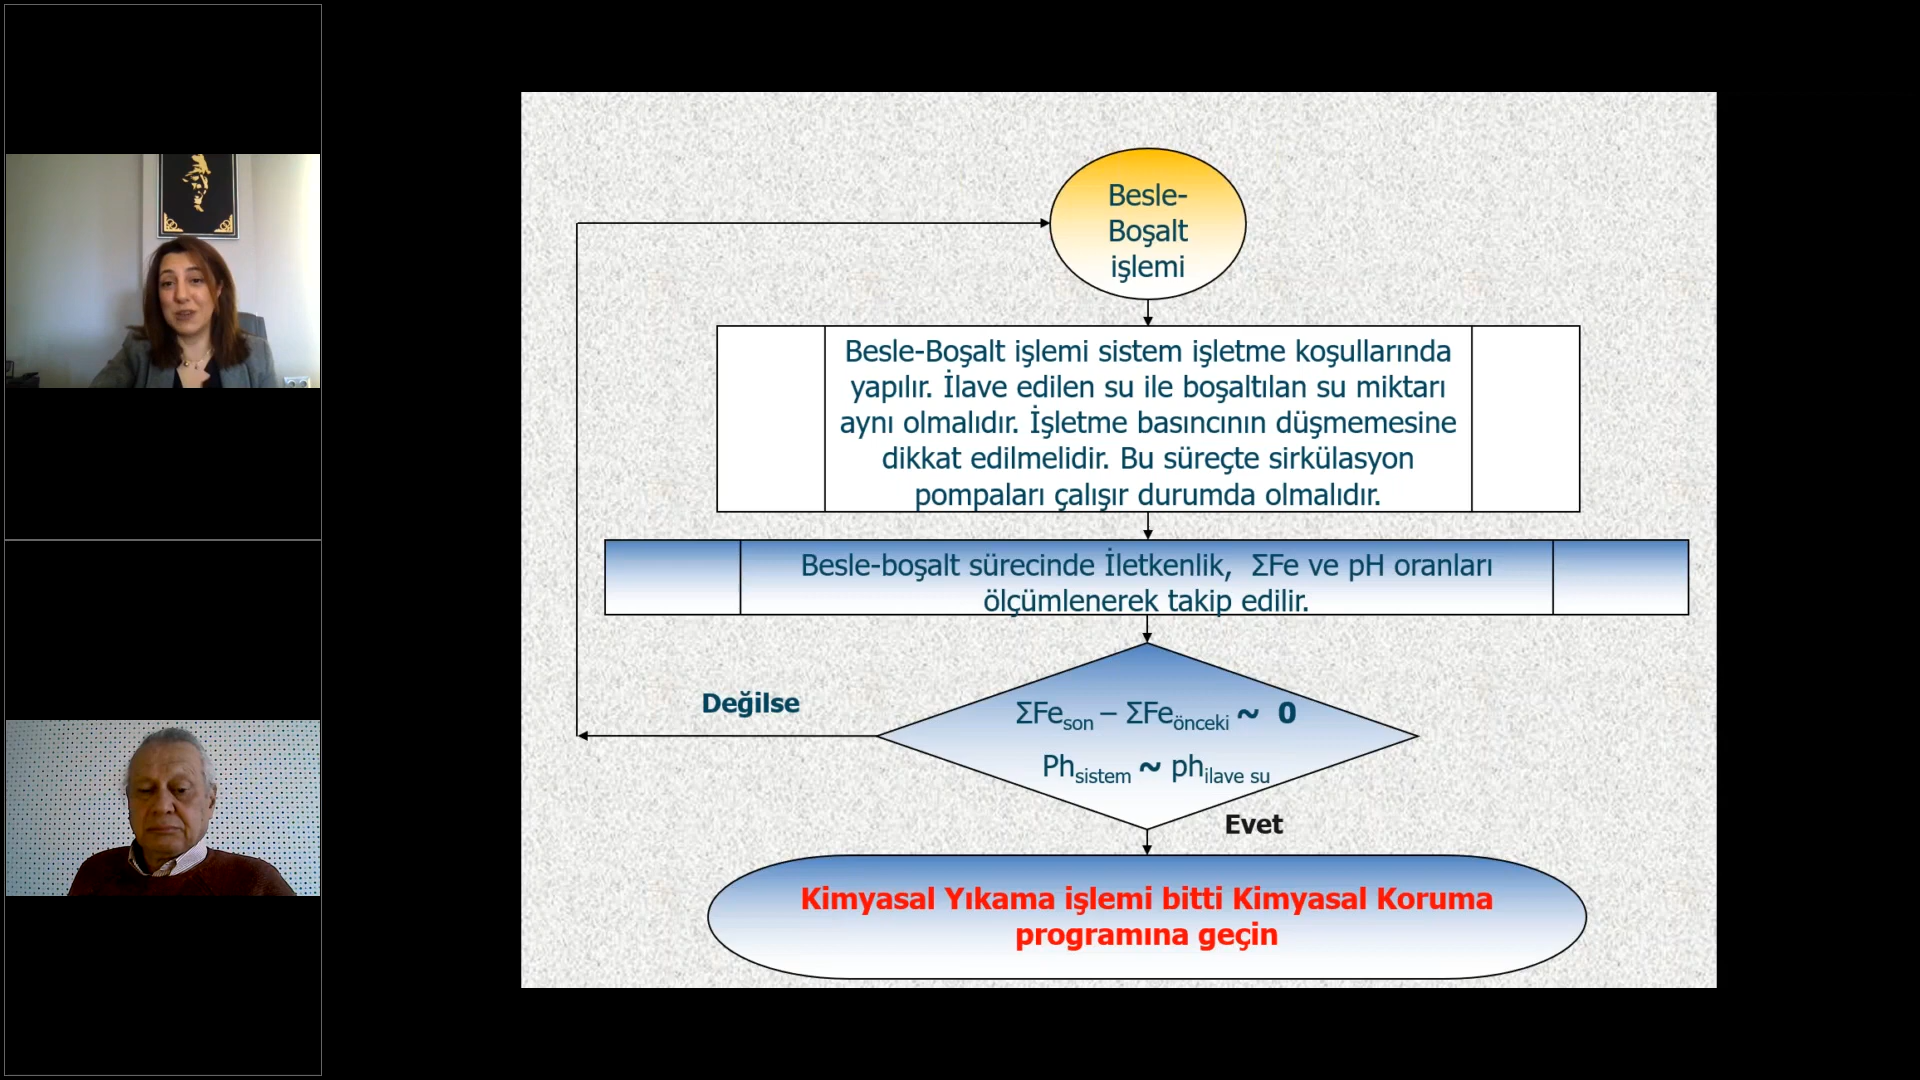 Besle-
Boşalt
işlemi
Besle-Boşalt işlemi sistem işletme koşullarında
yapılır. İlave edilen su ile boşaltılan su miktarı
aynı olmalıdır. İşletme basıncının düşmemesine
dikkat edilmelidir. Bu süreçte sirkülasyon
pompaları çalışır durumda olmalıdır.
Besle-boşalt sürecinde İletkenlik, ΣFe ve pH oranları
ölçümlenerek takip edilir.
Değilse
ΣFeson – ΣFeönceki ~ 0
Phsistem ~ philave su
Evet
Kimyasal Yıkama işlemi bitti Kimyasal Koruma
programına geçin